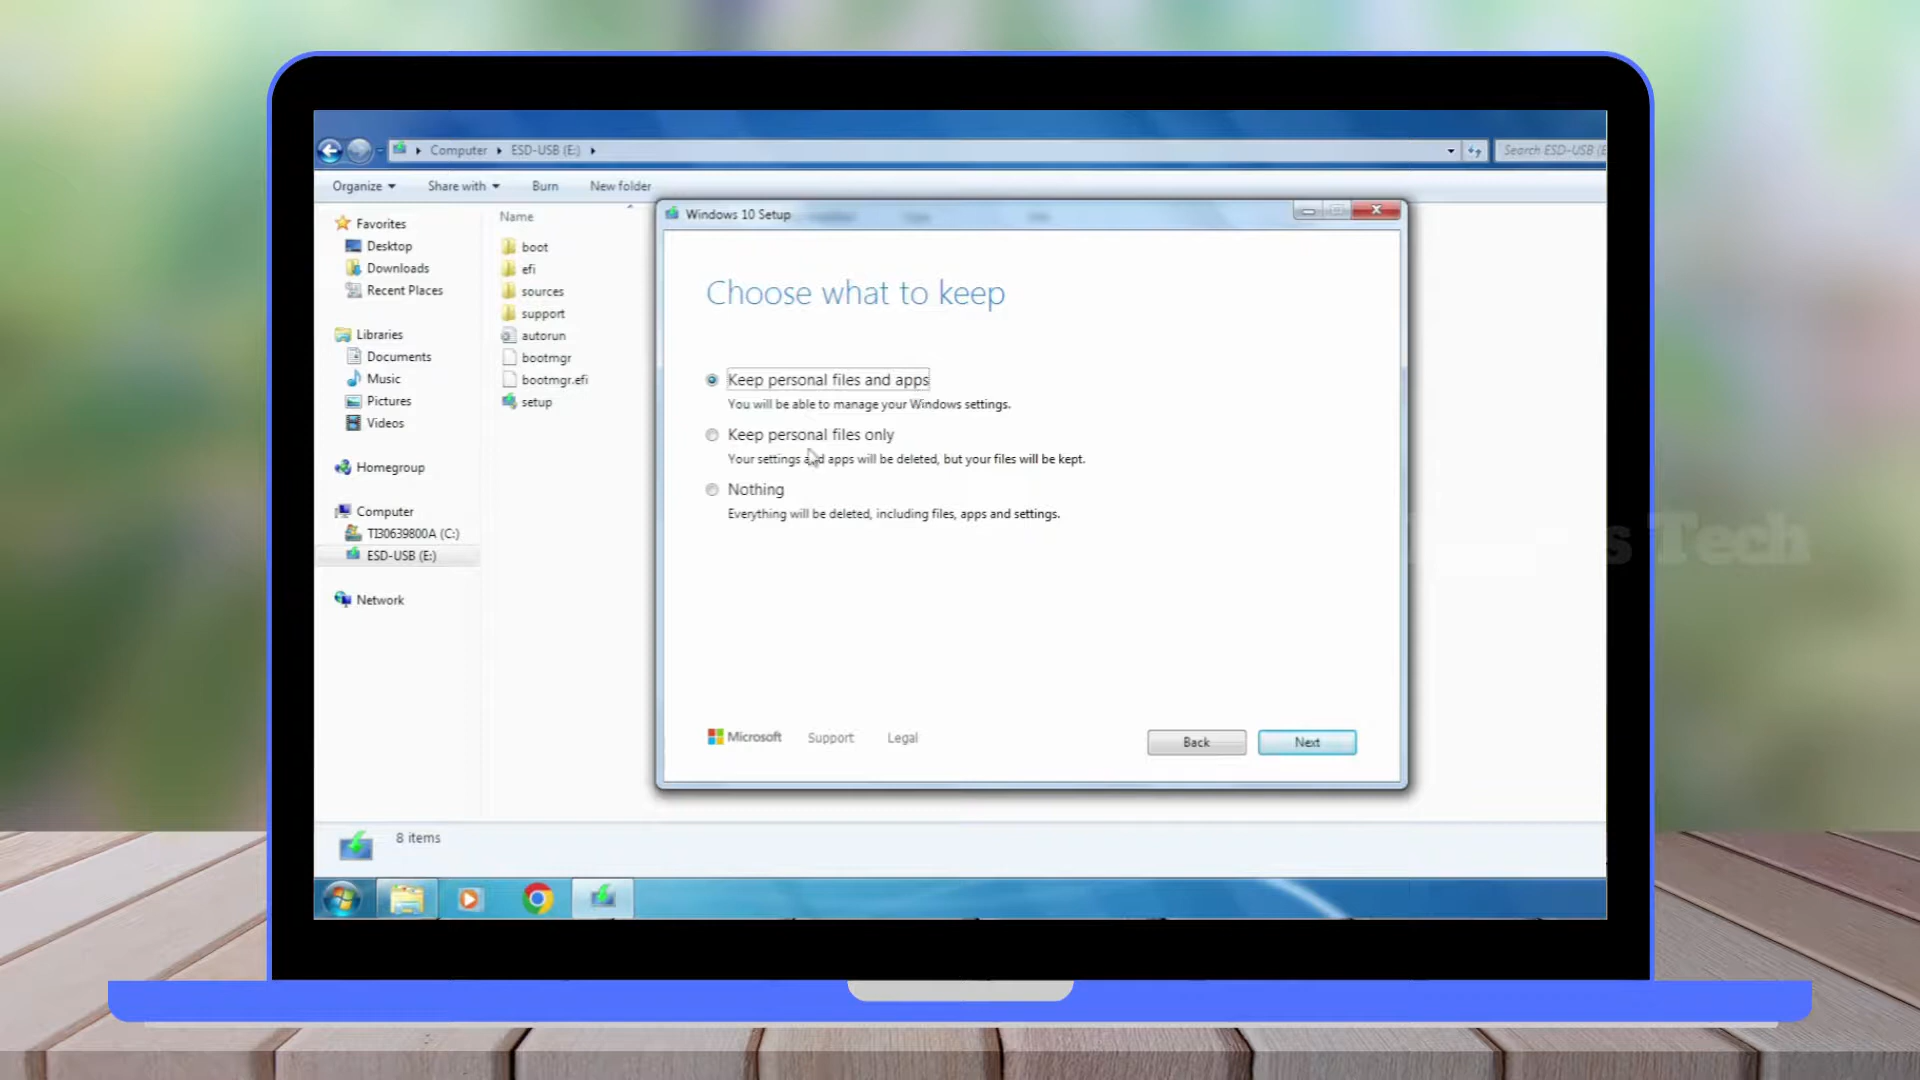 Computer ESD-USB (E:)
Search ESD-USB (E
Organize Share with Burn New folder
Favorites
Desktop
Downloads
Recent Places
Libraries
Documents
Music
Pictures
Videos
Homegroup
Computer
TI30639800A (C:)
ESD-USB (E:)
Network
Name
boot
efi
sources
support
autorun
bootmgr
bootmgr.efi
setup
Windows 10 Setup
Choose what to keep
Keep personal files and apps
You will be able to manage your Windows settings.
Keep personal files only
Your settings and apps will be deleted, but your files will be kept.
Nothing
Everything will be deleted, including files, apps and settings.
Microsoft Support Legal
Back Next
s Tech
8 items